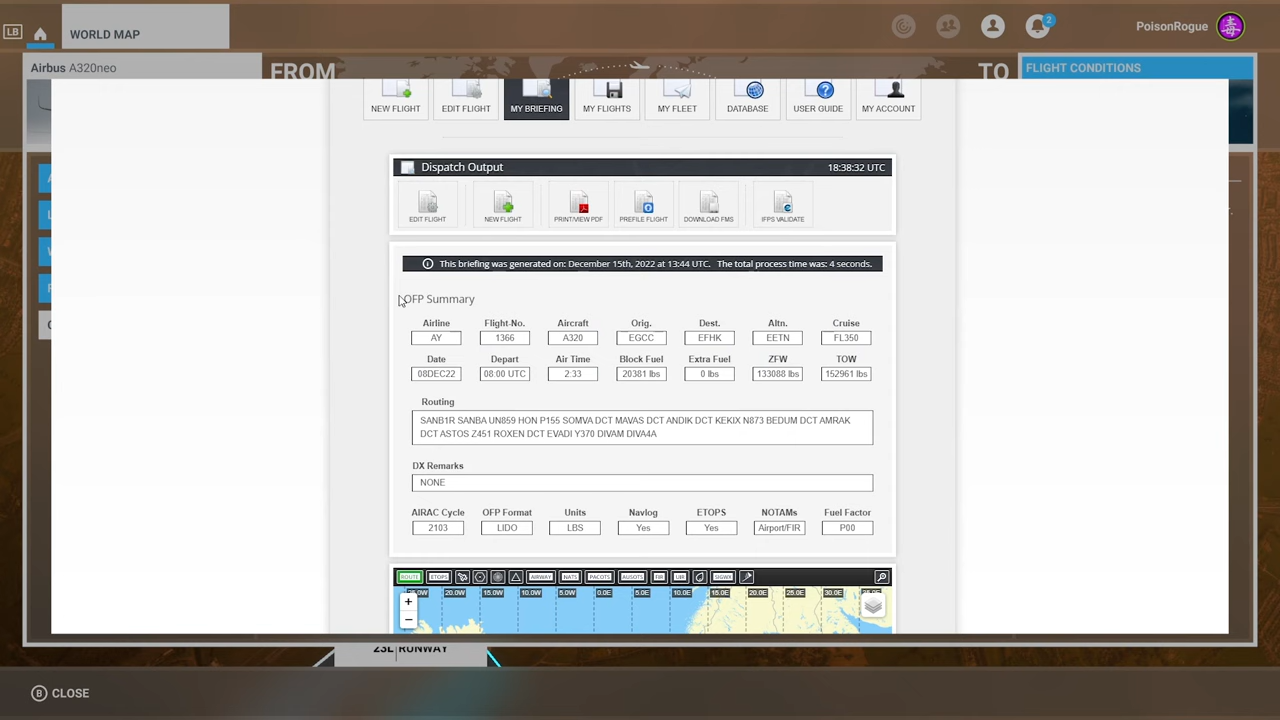 LB
WORLD MAP
2
PoisonRogue
毒
Airbus A320neo
FROM
TO
FLIGHT CONDITIONS
NEW FLIGHT
EDIT FLIGHT
MY BRIEFING
MY FLIGHTS
MY FLEET
DATABASE
USER GUIDE
MY ACCOUNT
Dispatch Output
18:38:32 UTC
EDIT FLIGHT
NEW FLIGHT
PRINT/VIEW PDF
PREFILE FLIGHT
DOWNLOAD FMS
IFPS VALIDATE
This briefing was generated on: December 15th, 2022 at 13:44 UTC. The total process time was: 4 seconds.
OFP Summary
Airline Flight-No. Aircraft Orig. Dest. Altn. Cruise
AY 1366 A320 EGCC EFHK EETN FL350
Date Depart Air Time Block Fuel Extra Fuel ZFW TOW
08DEC22 08:00 UTC 2:33 20381 lbs 0 lbs 133088 lbs 152961 lbs
Routing
SANB1R SANBA UN859 HON P155 SOMVA DCT MAVAS DCT ANDIK DCT KEKIX N873 BEDUM DCT AMRAK
DCT ASTOS Z451 ROXEN DCT EVADI Y370 DIVAM DIVA4A
DX Remarks
NONE
AIRAC Cycle OFP Format Units Navlog ETOPS NOTAMs Fuel Factor
2103 LIDO LBS Yes Yes Airport/FIR P00
ROUTE ETOPS AIRWAY NATS PACOTS AUSOTS FIR UIR SIGWX
20.0W 15.0W 10.0W 5.0W 0.0E 5.0E 10.0E 15.0E 20.0E 25.0E 30.0E
+
−
23L RUNWAY
B CLOSE